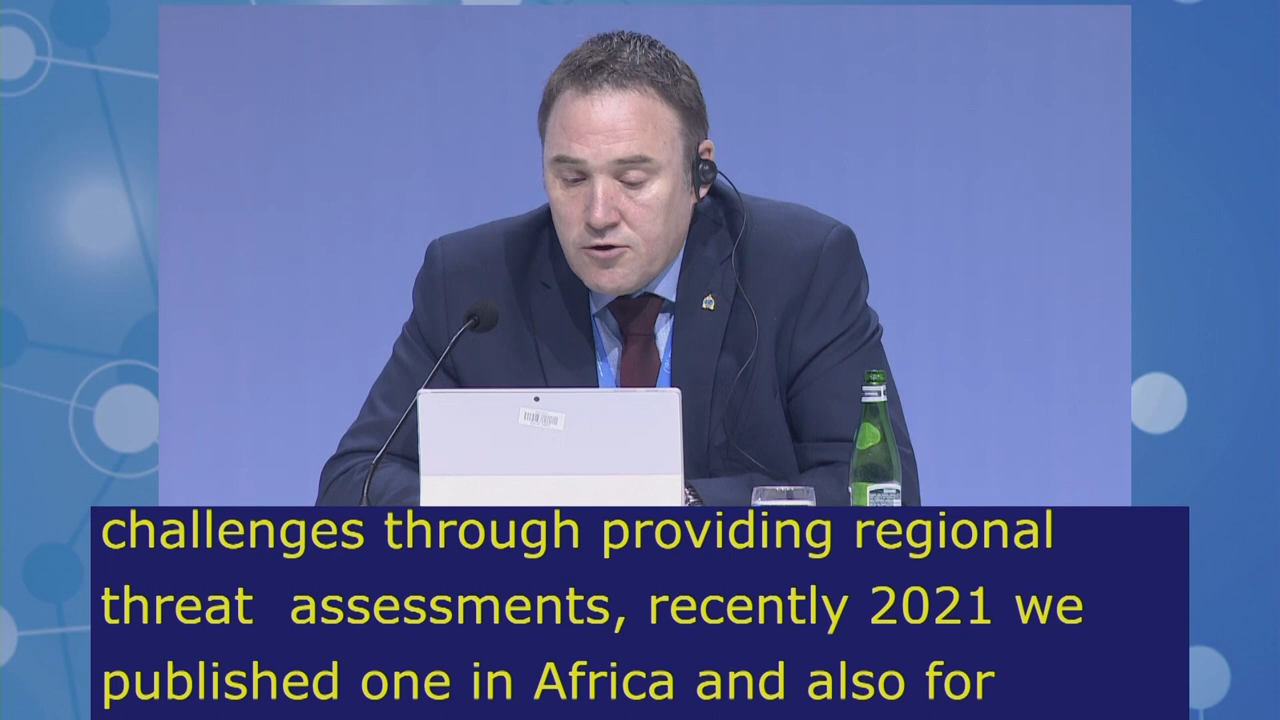 challenges through providing regional
threat  assessments, recently 2021 we
published one in Africa and also for